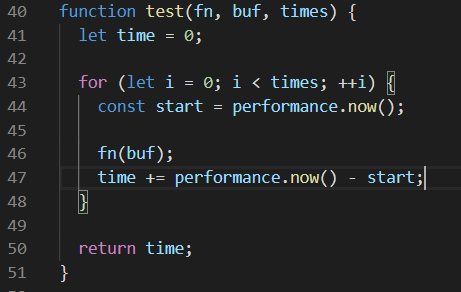 40 function test(fn, buf, times) {
41   let time = 0;
42
43   for (let i = 0; i < times; ++i) {
44     const start = performance.now();
45
46     fn(buf);
47     time += performance.now() - start;
48   }
49
50   return time;
51 }